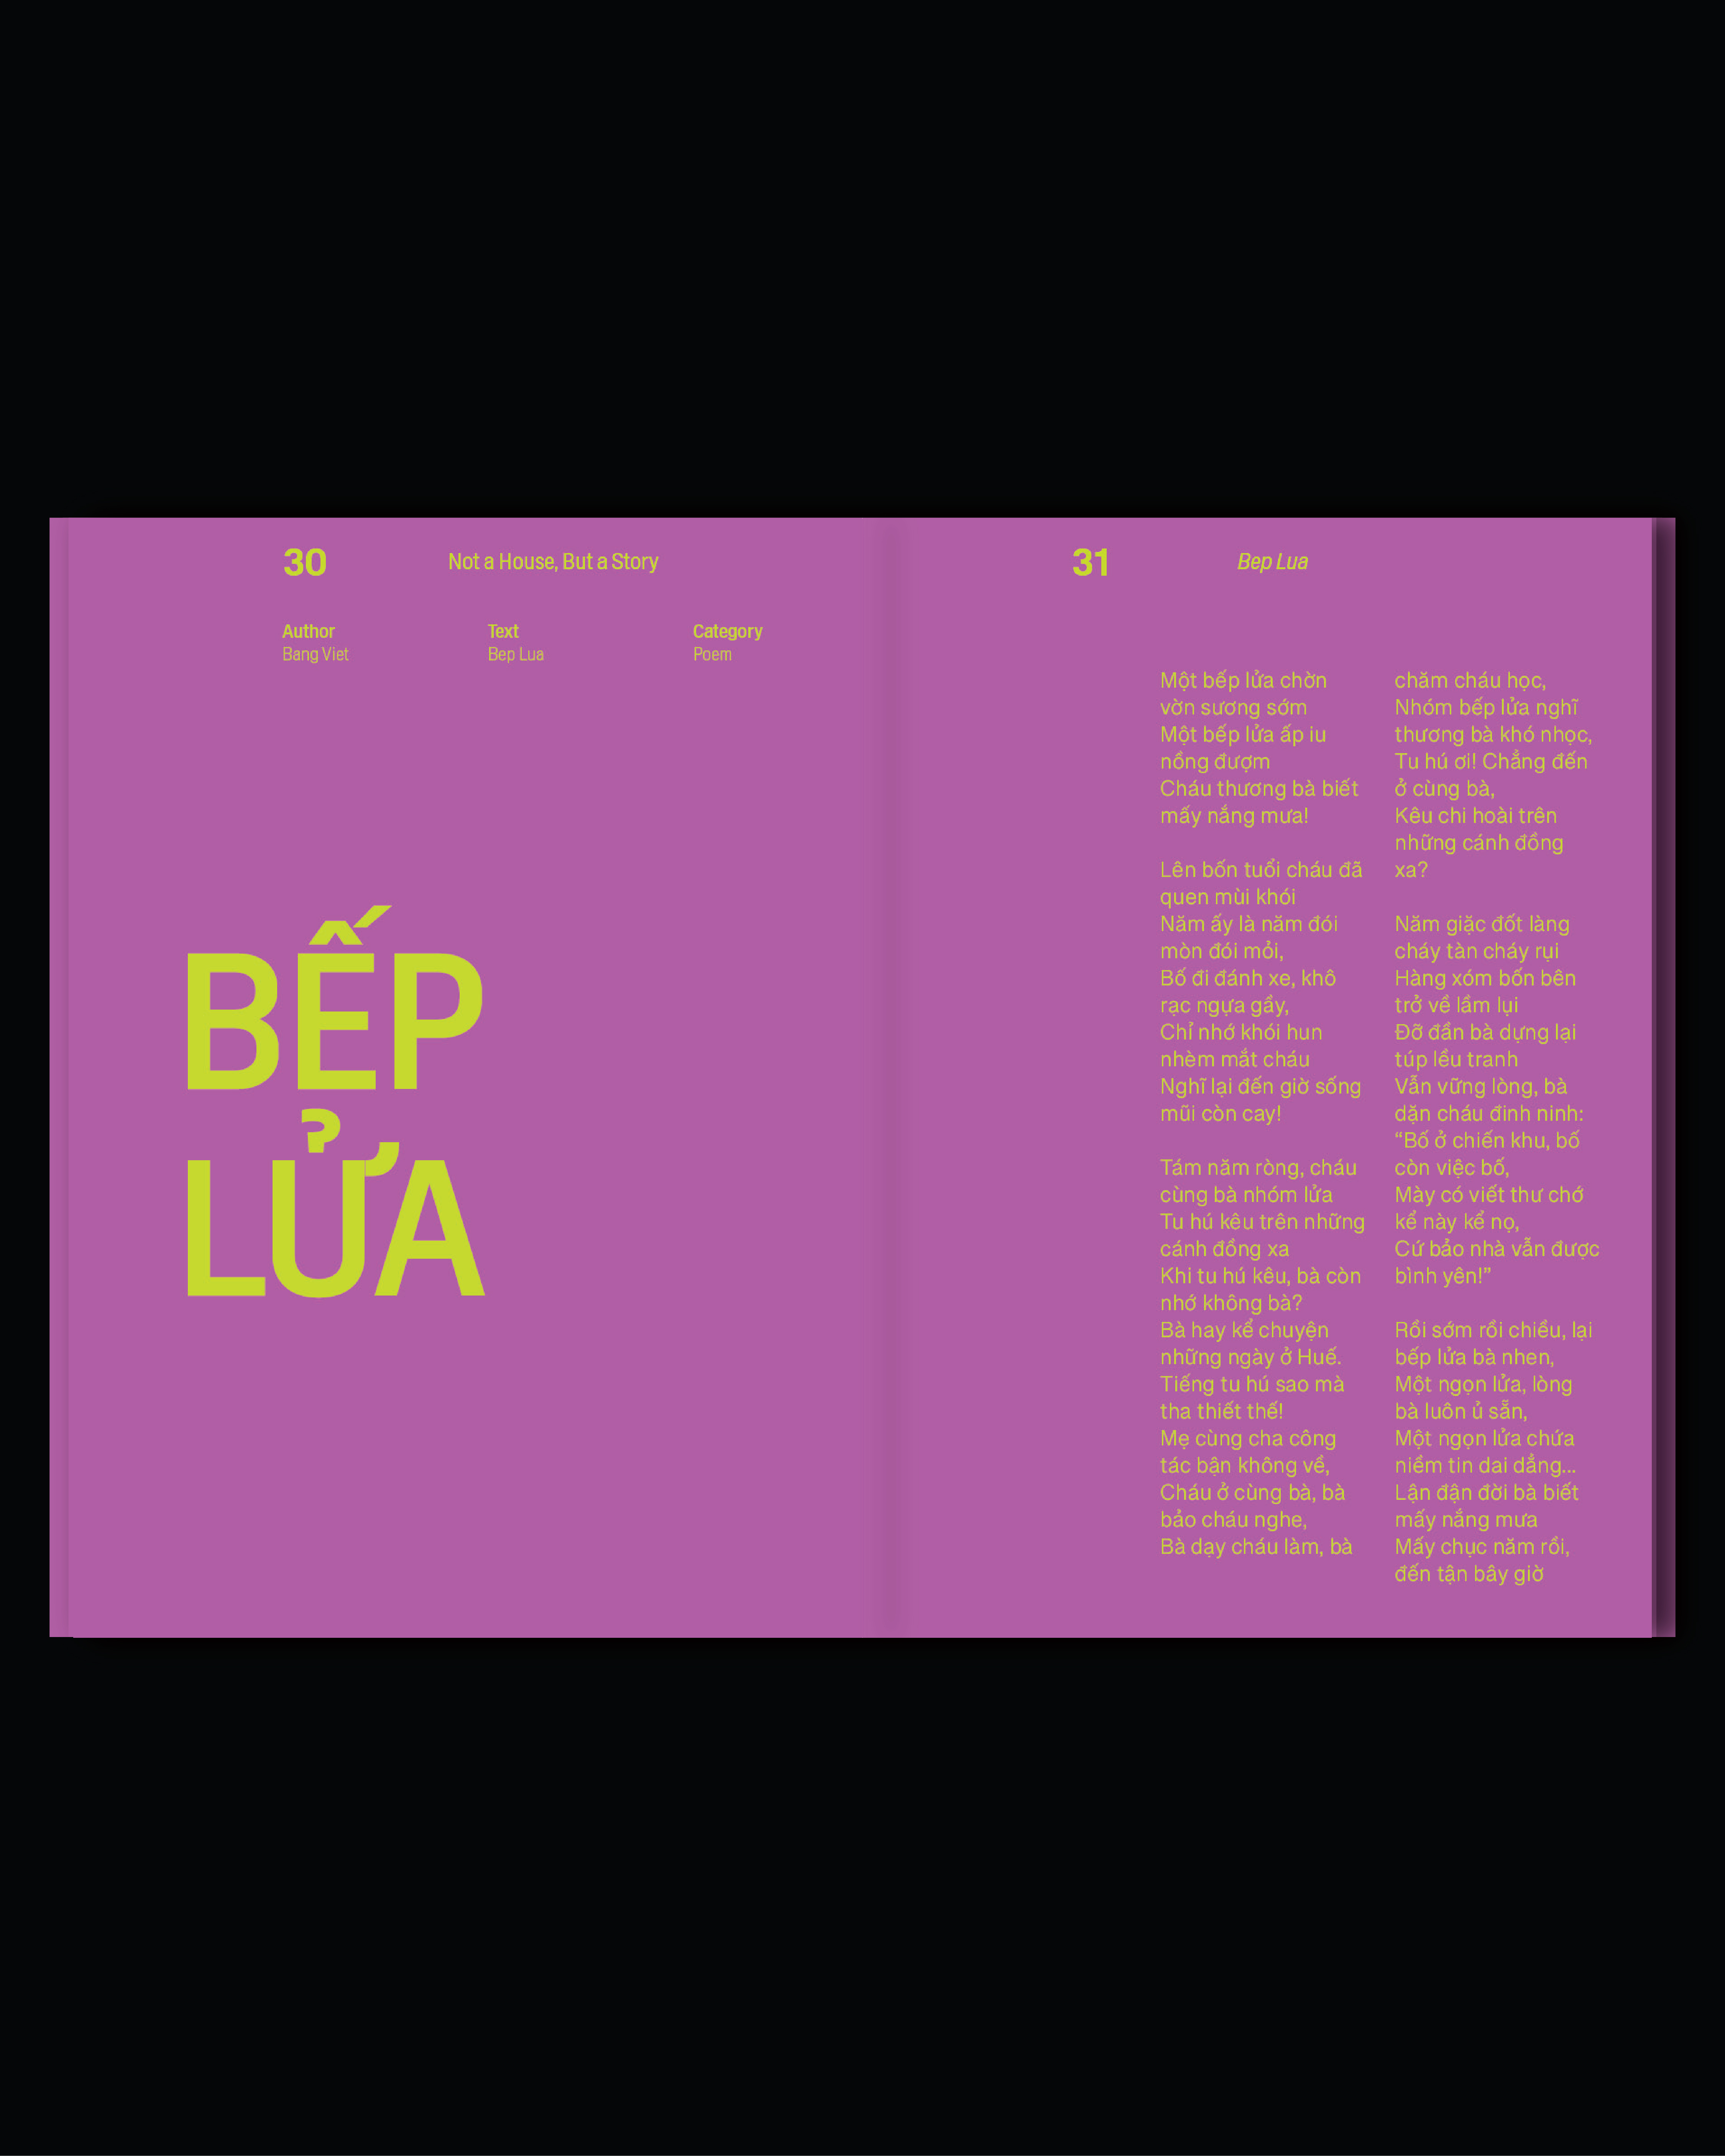 30
Not a House, But a Story
Author
Bang Viet
Text
Bep Lua
Category
Poem
BẾP
LỬA
31
Bep Lua
Một bếp lửa chờn
vờn sương sớm
Một bếp lửa ấp iu
nồng đượm
Cháu thương bà biết
mấy nắng mưa!
Lên bốn tuổi cháu đã
quen mùi khói
Năm ấy là năm đói
mòn đói mỏi,
Bố đi đánh xe, khô
rạc ngựa gầy,
Chỉ nhớ khói hun
nhèm mắt cháu
Nghĩ lại đến giờ sống
mũi còn cay!
Tám năm ròng, cháu
cùng bà nhóm lửa
Tu hú kêu trên những
cánh đồng xa
Khi tu hú kêu, bà còn
nhớ không bà?
Bà hay kể chuyện
những ngày ở Huế.
Tiếng tu hú sao mà
tha thiết thế!
Mẹ cùng cha công
tác bận không về,
Cháu ở cùng bà, bà
bảo cháu nghe,
Bà dạy cháu làm, bà
chăm cháu học,
Nhóm bếp lửa nghĩ
thương bà khó nhọc,
Tu hú ơi! Chẳng đến
ở cùng bà,
Kêu chi hoài trên
những cánh đồng
xa?
Năm giặc đốt làng
cháy tàn cháy rụi
Hàng xóm bốn bên
trở về lầm lụi
Đỡ đần bà dựng lại
túp lều tranh
Vẫn vững lòng, bà
dặn cháu đinh ninh:
“Bố ở chiến khu, bố
còn việc bố,
Mày có viết thư chớ
kể này kể nọ,
Cứ bảo nhà vẫn được
bình yên!”
Rồi sớm rồi chiều, lại
bếp lửa bà nhen,
Một ngọn lửa, lòng
bà luôn ủ sẵn,
Một ngọn lửa chứa
niềm tin dai dẳng...
Lận đận đời bà biết
mấy nắng mưa
Mấy chục năm rồi,
đến tận bây giờ